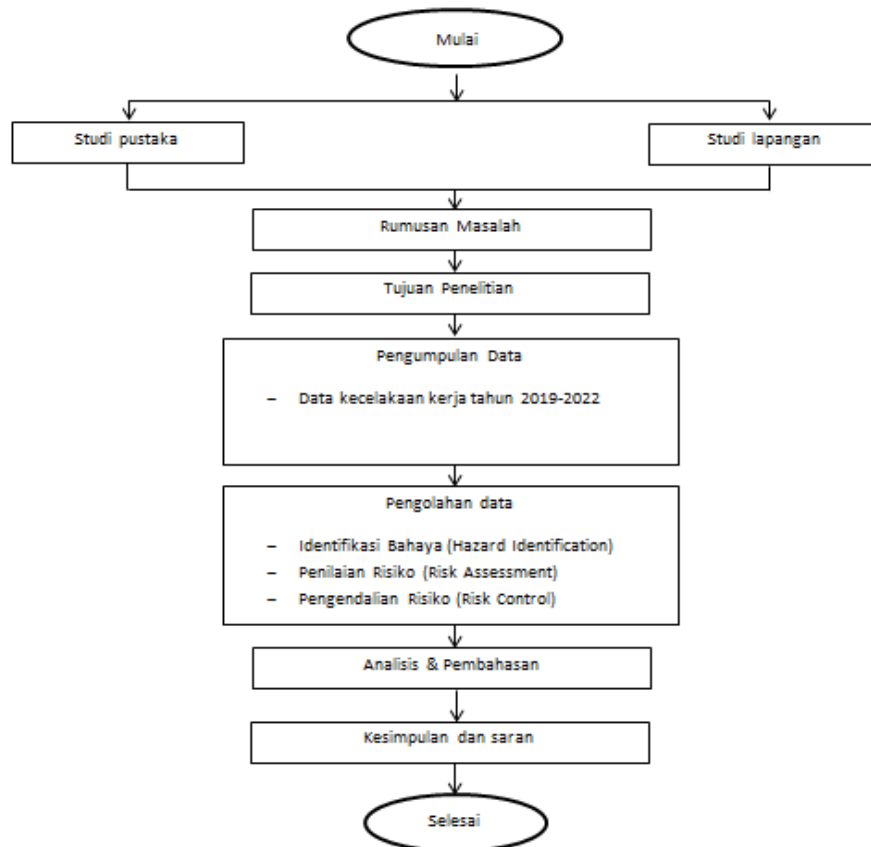 Mulai
Studi pustaka
Studi lapangan
Rumusan Masalah
Tujuan Penelitian
Pengumpulan Data
– Data kecelakaan kerja tahun 2019-2022
Pengolahan data
– Identifikasi Bahaya (Hazard Identification)
– Penilaian Risiko (Risk Assessment)
– Pengendalian Risiko (Risk Control)
Analisis & Pembahasan
Kesimpulan dan saran
Selesai